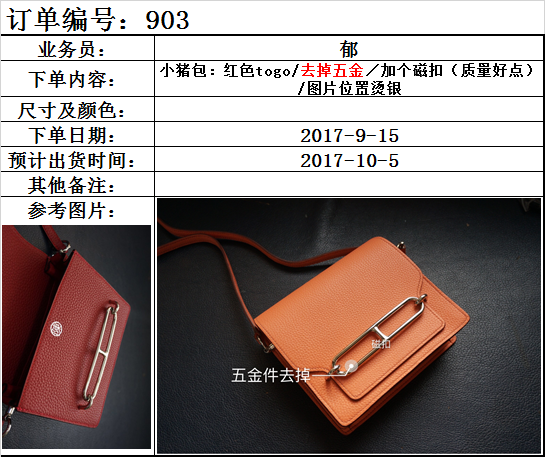 订单编号：903
业务员：
郁
下单内容：
小猪包：红色togo/去掉五金／加个磁扣（质量好点）
/图片位置烫银
尺寸及颜色：
下单日期：
2017-9-15
预计出货时间：
2017-10-5
其他备注：
参考图片：
磁扣
五金件去掉